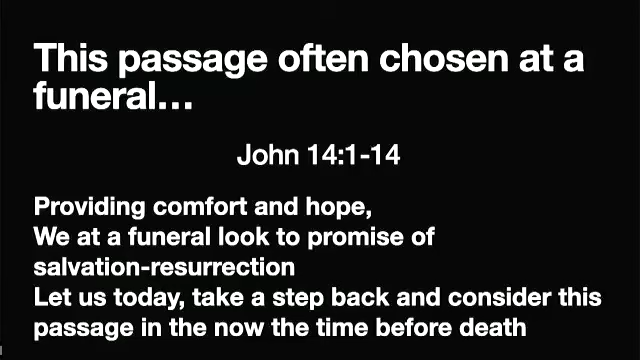 This passage often chosen at a
funeral…
John 14:1-14
Providing comfort and hope,
We at a funeral look to promise of
salvation-resurrection
Let us today, take a step back and consider this
passage in the now the time before death